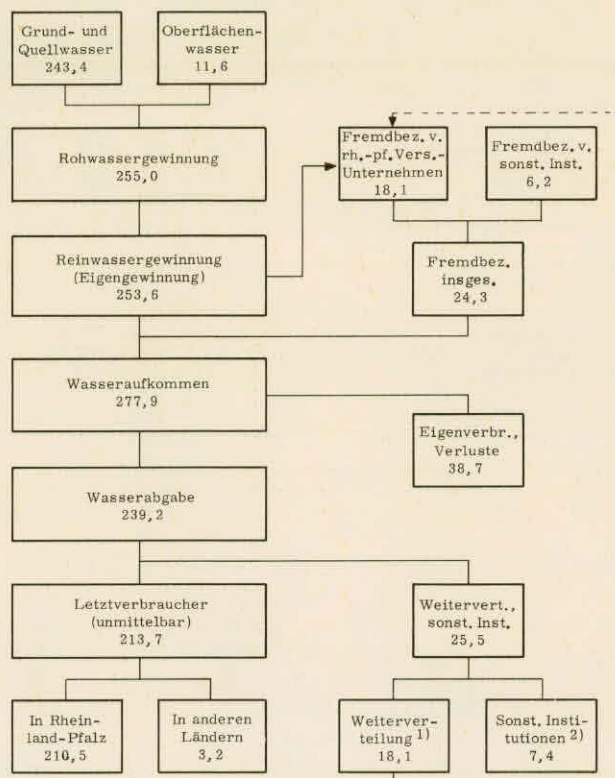 Grund- und
Quellwasser
243,4
Oberflächen-
wasser
11,6
Rohwassergewinnung
255,0
Fremdbez. v.
rh.-pf. Vers.-
Unternehmen
18,1
Fremdbez. v.
sonst. Inst.
6,2
Reinwassergewinnung
(Eigengewinnung)
253,6
Fremdbez.
insges.
24,3
Wasseraufkommen
277,9
Eigenverbr.,
Verluste
38,7
Wasserabgabe
239,2
Letztverbraucher
(unmittelbar)
213,7
Weitervert.,
sonst. Inst.
25,5
In Rhein-
land-Pfalz
210,5
In anderen
Ländern
3,2
Weiterver-
teilung 1)
18,1
Sonst. Insti-
tutionen 2)
7,4